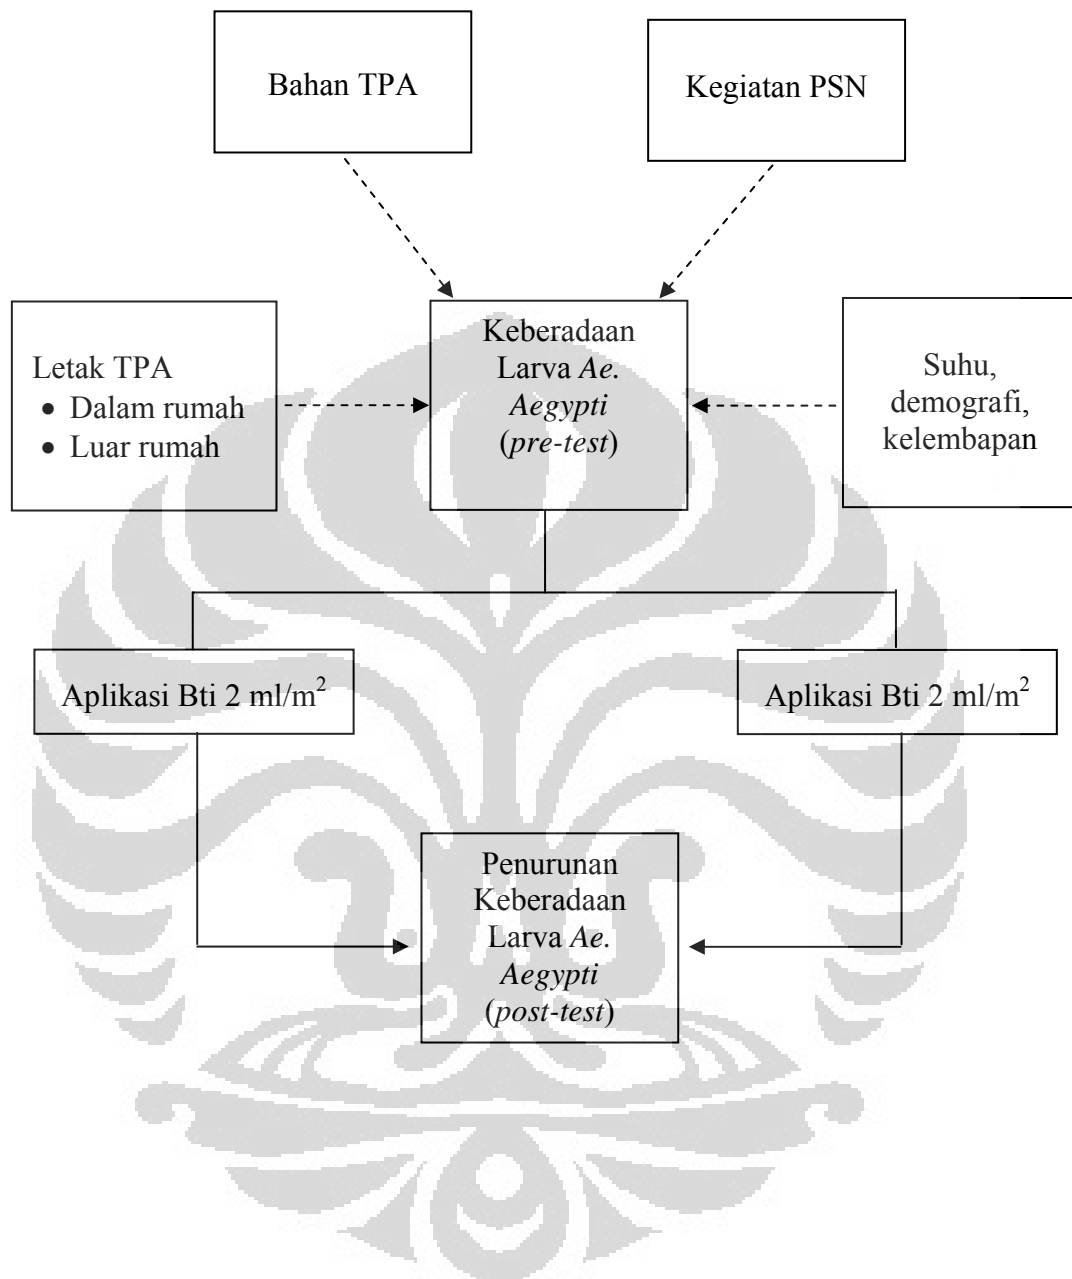 Bahan TPA
Kegiatan PSN
Letak TPA
• Dalam rumah
• Luar rumah
Keberadaan
Larva Ae.
Aegypti
(pre-test)
Suhu,
demografi,
kelembapan
Aplikasi Bti 2 ml/m²
Aplikasi Bti 2 ml/m²
Penurunan
Keberadaan
Larva Ae.
Aegypti
(post-test)